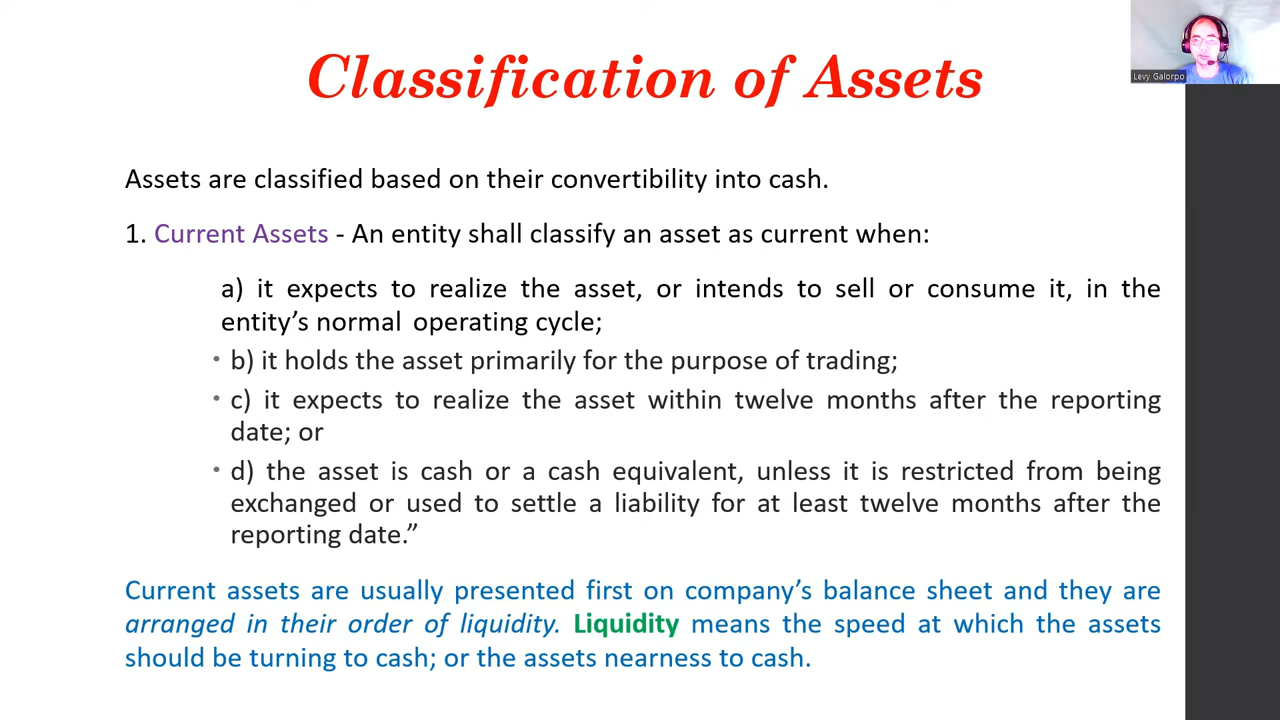 Classification of Assets
Levy Galorpo
Assets are classified based on their convertibility into cash.
1. Current Assets - An entity shall classify an asset as current when:
a) it expects to realize the asset, or intends to sell or consume it, in the
entity’s normal operating cycle;
• b) it holds the asset primarily for the purpose of trading;
• c) it expects to realize the asset within twelve months after the reporting
date; or
• d) the asset is cash or a cash equivalent, unless it is restricted from being
exchanged or used to settle a liability for at least twelve months after the
reporting date.”
Current assets are usually presented first on company’s balance sheet and they are
arranged in their order of liquidity. Liquidity means the speed at which the assets
should be turning to cash; or the assets nearness to cash.